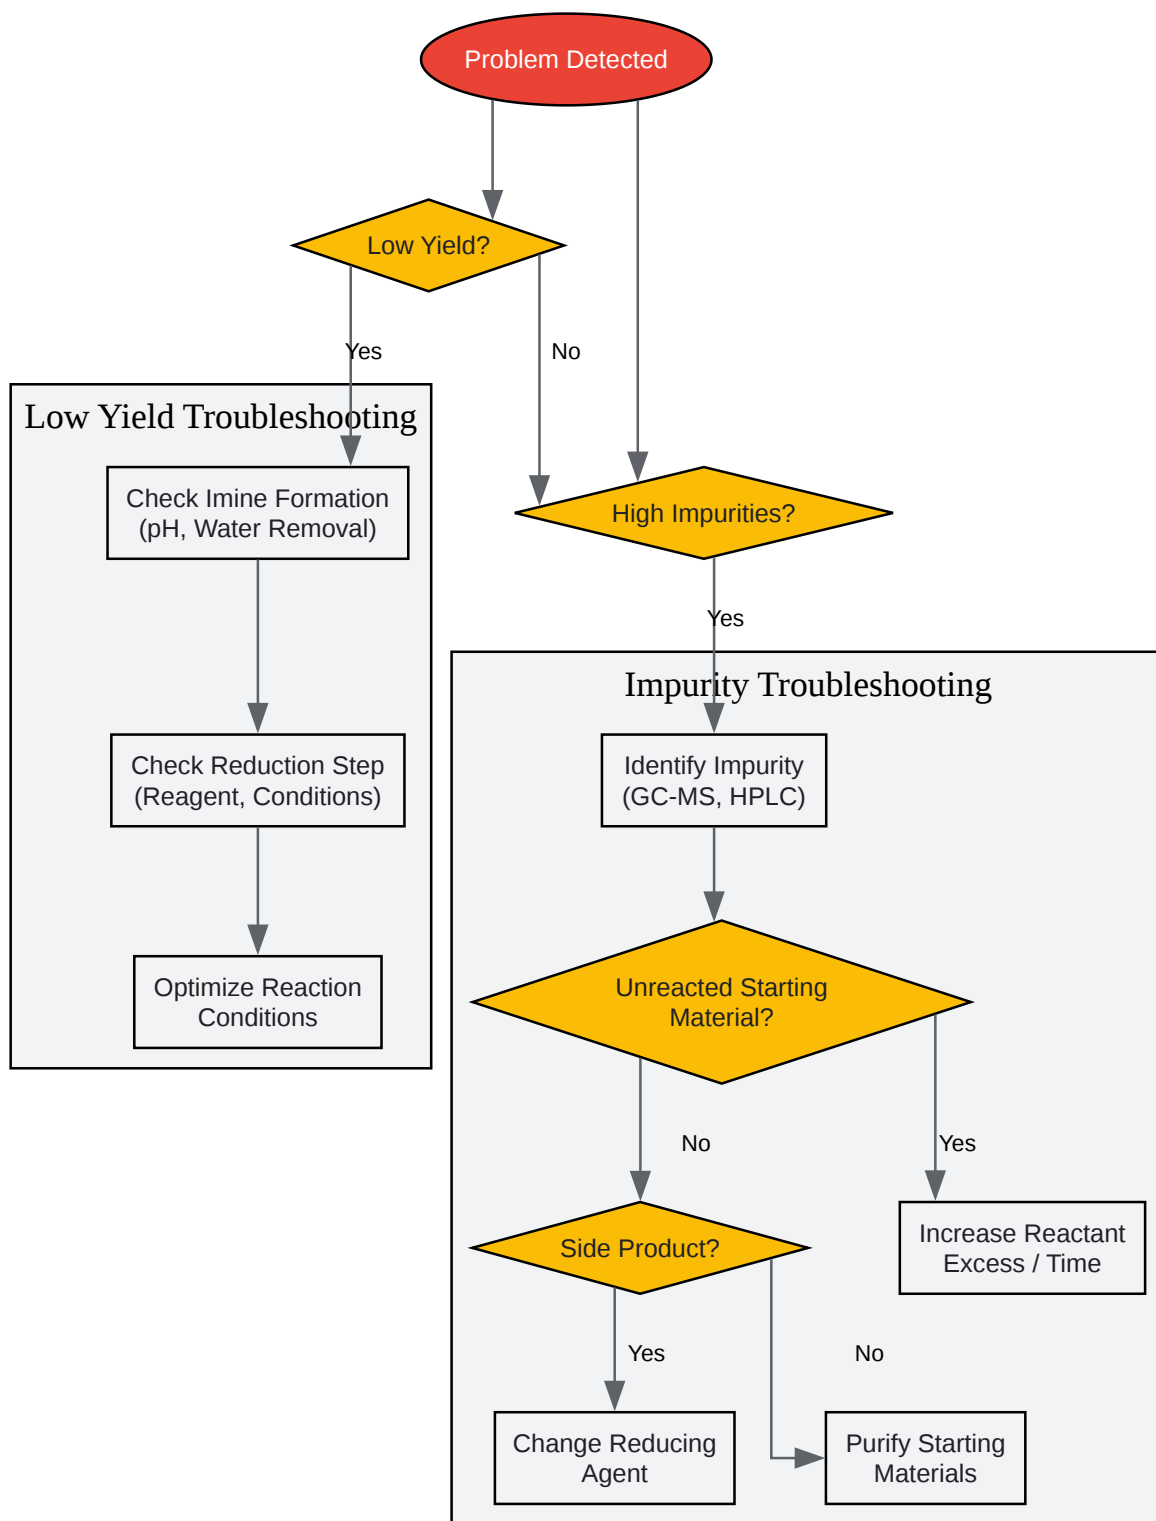 Problem Detected
Low Yield?
Yes
No
Low Yield Troubleshooting
Check Imine Formation
(pH, Water Removal)
High Impurities?
Yes
Impurity Troubleshooting
Check Reduction Step
(Reagent, Conditions)
Identify Impurity
(GC-MS, HPLC)
Optimize Reaction
Conditions
Unreacted Starting
Material?
No
Yes
Side Product?
Increase Reactant
Excess / Time
Yes
No
Change Reducing
Agent
Purify Starting
Materials